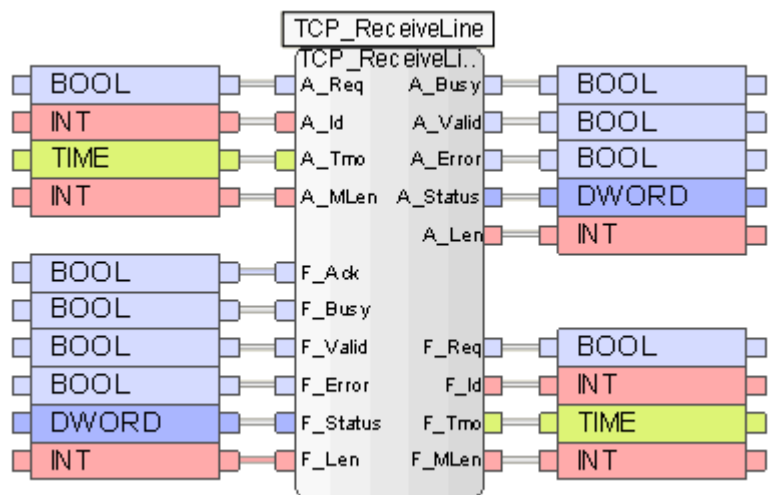 TCP_ReceiveLine
TCP_ReceiveLi..
BOOL A_Req A_Busy BOOL
INT A_Id A_Valid BOOL
TIME A_Tmo A_Error BOOL
INT A_MLen A_Status DWORD
A_Len INT
BOOL F_Ack
BOOL F_Busy
BOOL F_Valid F_Req BOOL
BOOL F_Error F_Id INT
DWORD F_Status F_Tmo TIME
INT F_Len F_MLen INT